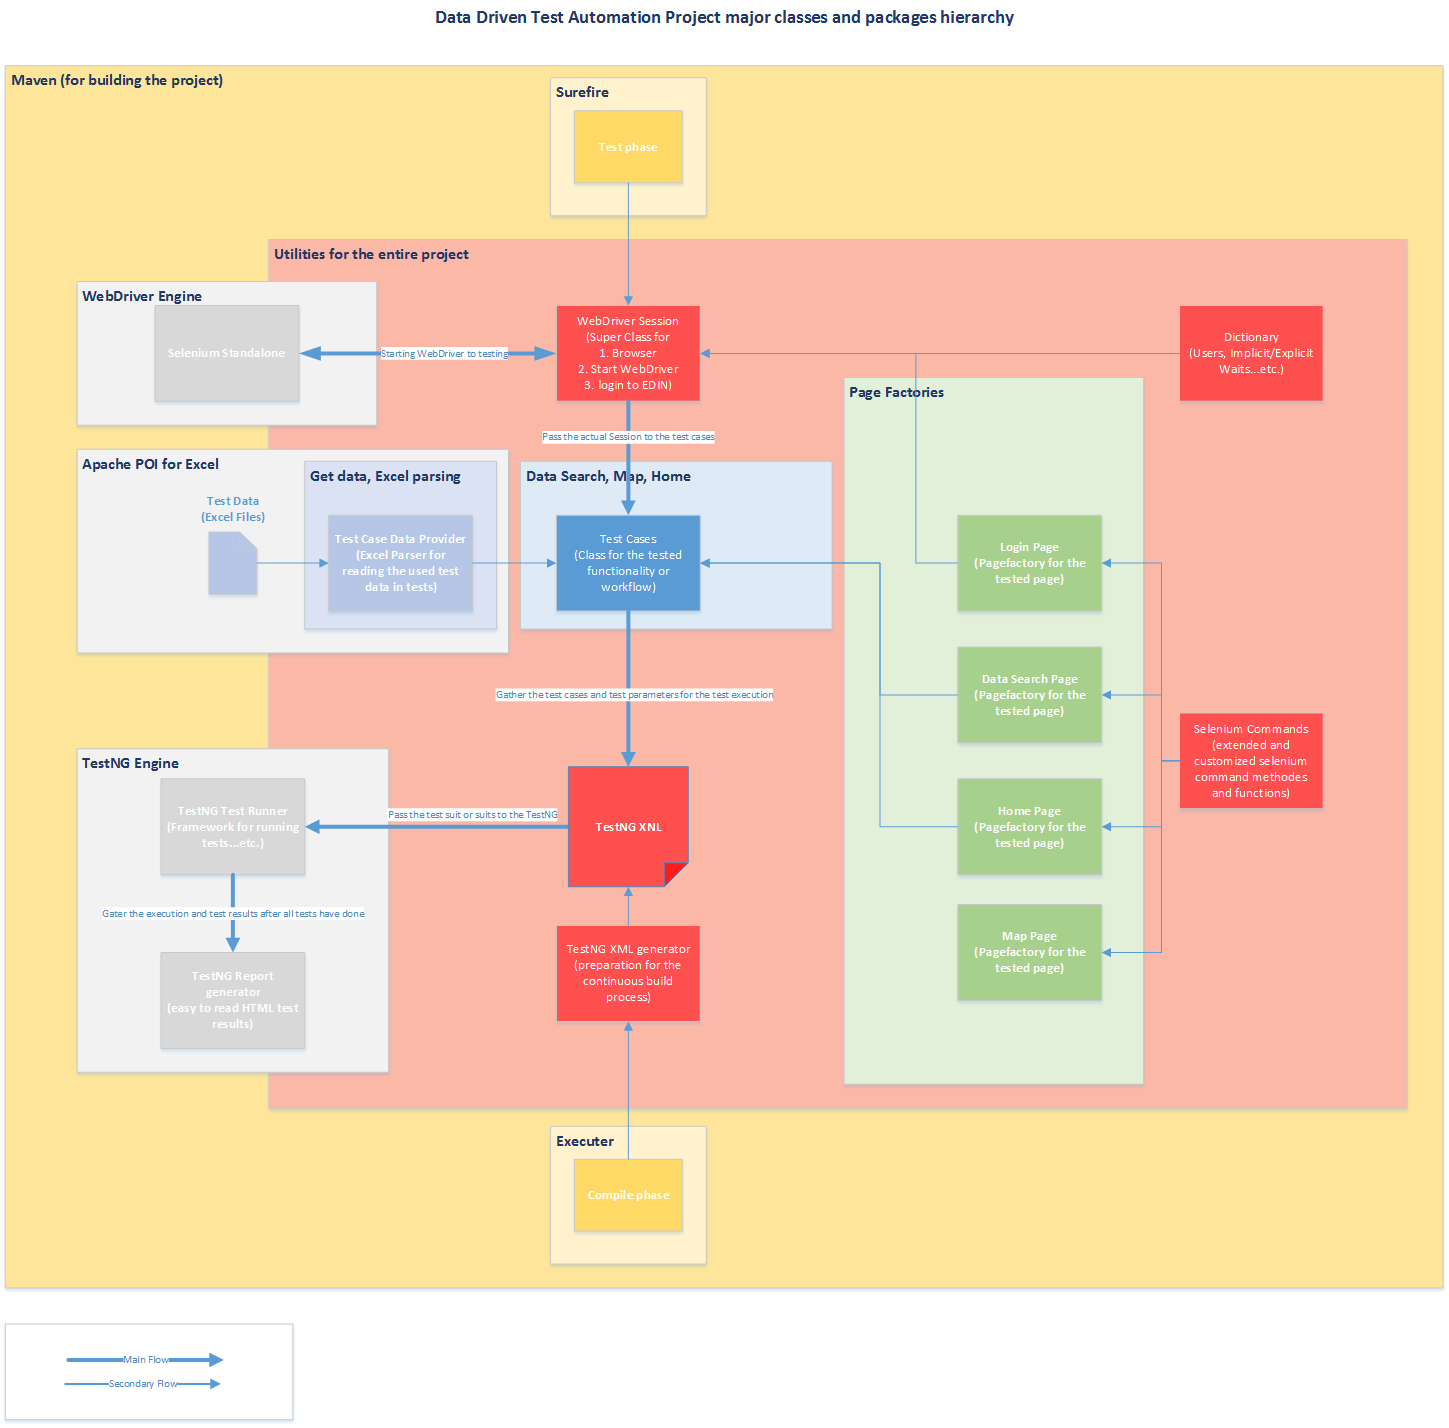 Data Driven Test Automation Project major classes and packages hierarchy
Maven (for building the project)
Surefire
Test phase
Utilities for the entire project
WebDriver Engine
Selenium Standalone
Starting WebDriver to testing
WebDriver Session
(Super Class for
1. Browser
2. Start WebDriver
3. login to EDIN)
Dictionary
(Users, Implicit/Explicit
Waits...etc.)
Page Factories
Pass the actual Session to the test cases
Apache POI for Excel
Test Data
(Excel Files)
Get data, Excel parsing
Test Case Data Provider
(Excel Parser for
reading the used test
data in tests)
Data Search, Map, Home
Test Cases
(Class for the tested
functionality or
workflow)
Login Page
(Pagefactory for the
tested page)
Data Search Page
(Pagefactory for the
tested page)
Gather the test cases and test parameters for the test execution
Selenium Commands
(extended and
customized selenium
command methodes
and functions)
TestNG Engine
TestNG Test Runner
(Framework for running
tests...etc.)
Pass the test suit or suits to the TestNG
TestNG XNL
Home Page
(Pagefactory for the
tested page)
Gater the execution and test results after all tests have done
TestNG Report
generator
(easy to read HTML test
results)
TestNG XML generator
(preparation for the
continuous build
process)
Map Page
(Pagefactory for the
tested page)
Executer
Compile phase
Main Flow
Secondary Flow